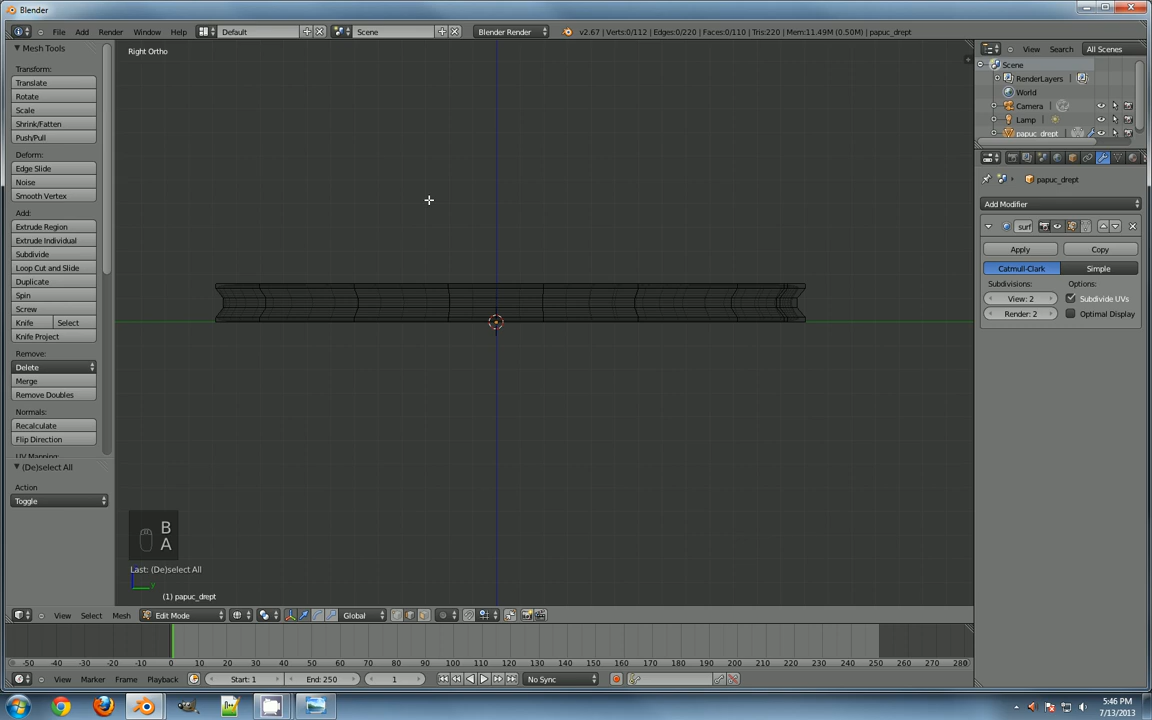 Blender
File Add Render Window Help Default Scene Blender Render v2.67 | Verts:0/112 | Edges:0/220 | Faces:0/110 | Tris:220 | Mem:11.49M (0.50M) | papuc_drept
View Search All Scenes
Mesh Tools
Right Ortho
Transform:
Translate
Rotate
Scale
Shrink/Fatten
Push/Pull
Deform:
Edge Slide
Noise
Smooth Vertex
Add:
Extrude Region
Extrude Individual
Subdivide
Loop Cut and Slide
Duplicate
Spin
Screw
Knife Select
Knife Project
Remove:
Delete
Merge
Remove Doubles
Normals:
Recalculate
Flip Direction
UV Mapping:
(De)select All
Action
Toggle
B
A
Last: (De)select All
(1) papuc_drept
View Select Mesh Edit Mode Global
Scene
RenderLayers
World
Camera
Lamp
papuc_drept
papuc_drept
Add Modifier
surf
Apply Copy
Catmull-Clark Simple
Subdivisions: Options:
View: 2 Subdivide UVs
Render: 2 Optimal Display
-50 -40 -30 -20 -10 0 10 20 30 40 50 60 70 80 90 100 110 120 130 140 150 160 170 180 190 200 210 220 230 240 250 260 270 280
View Marker Frame Playback Start: 1 End: 250 1 No Sync
5:46 PM
7/13/2013